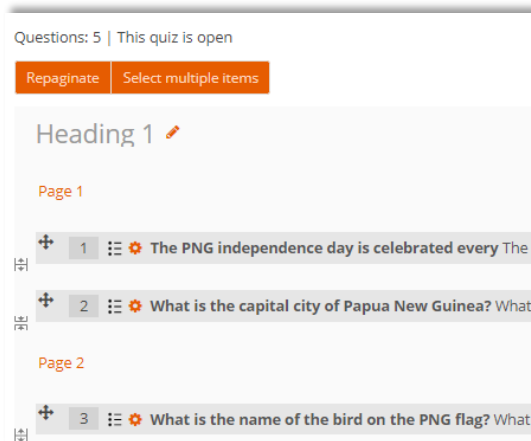 Questions: 5 | This quiz is open
Repaginate Select multiple items
Heading 1
Page 1
1 The PNG independence day is celebrated every The
2 What is the capital city of Papua New Guinea? What
Page 2
3 What is the name of the bird on the PNG flag? What